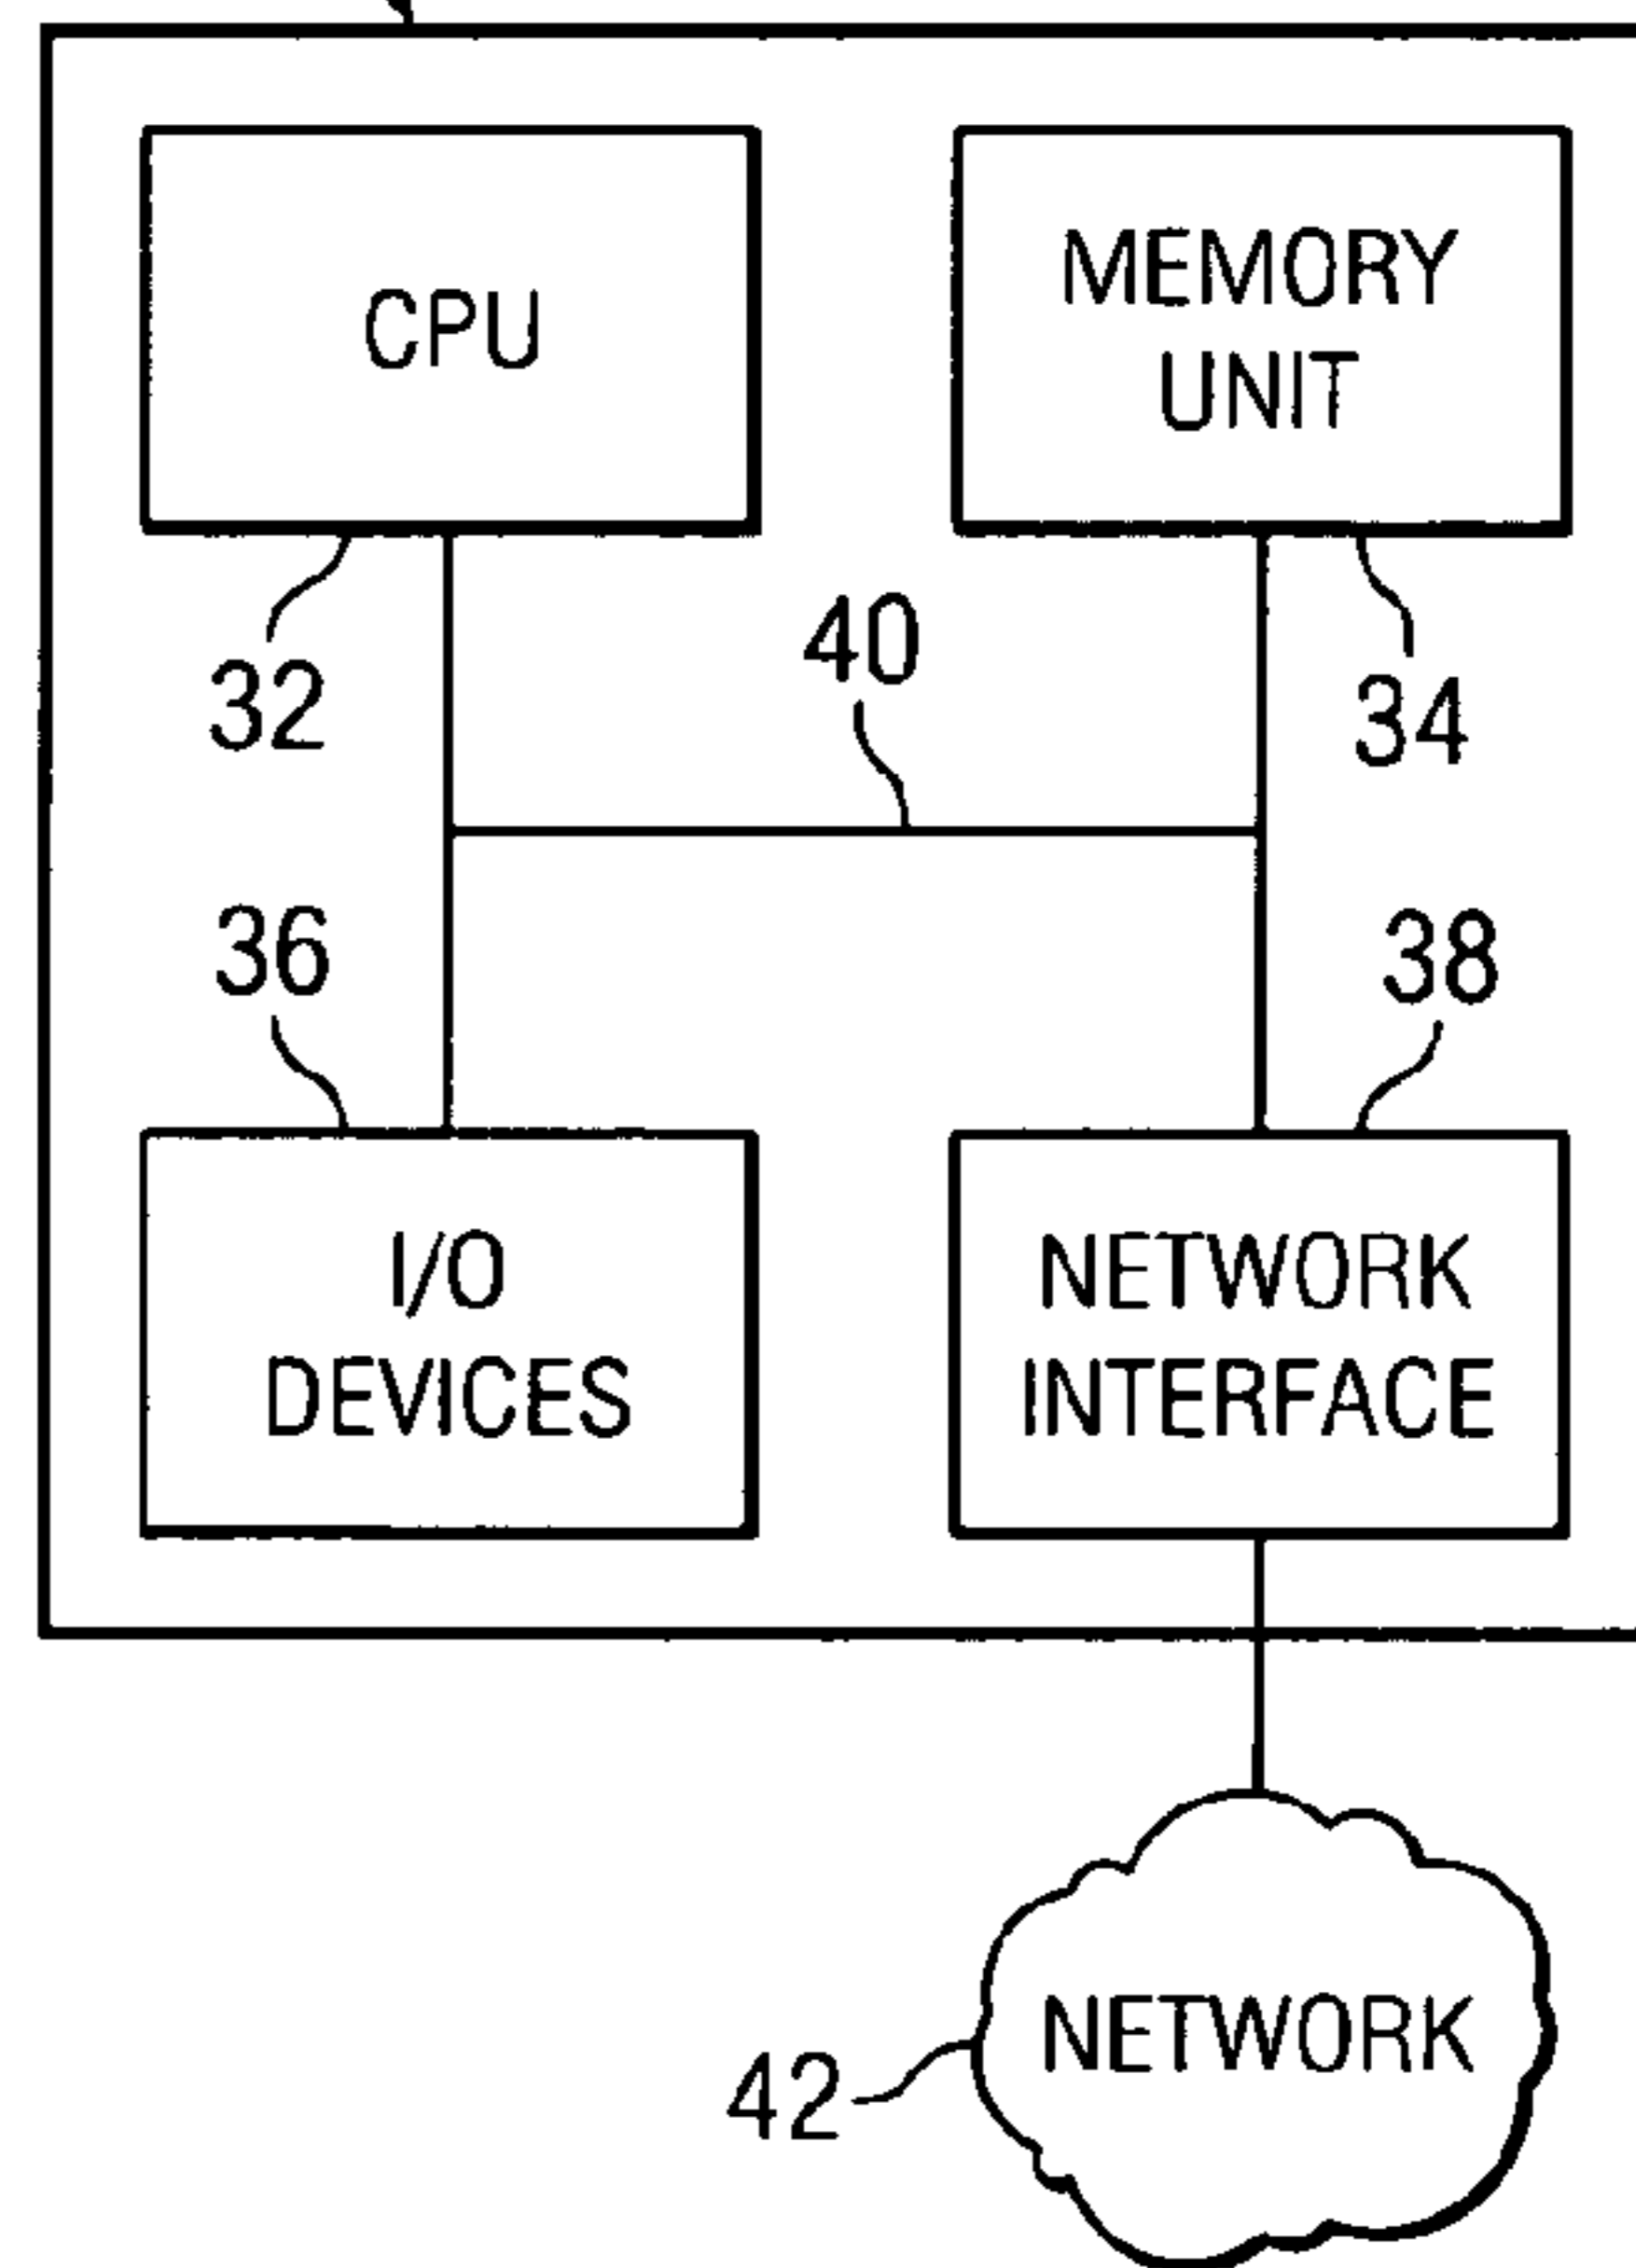 CPU
MEMORY
UNIT
32
40
34
36
38
I/O
DEVICES
NETWORK
INTERFACE
NETWORK
42